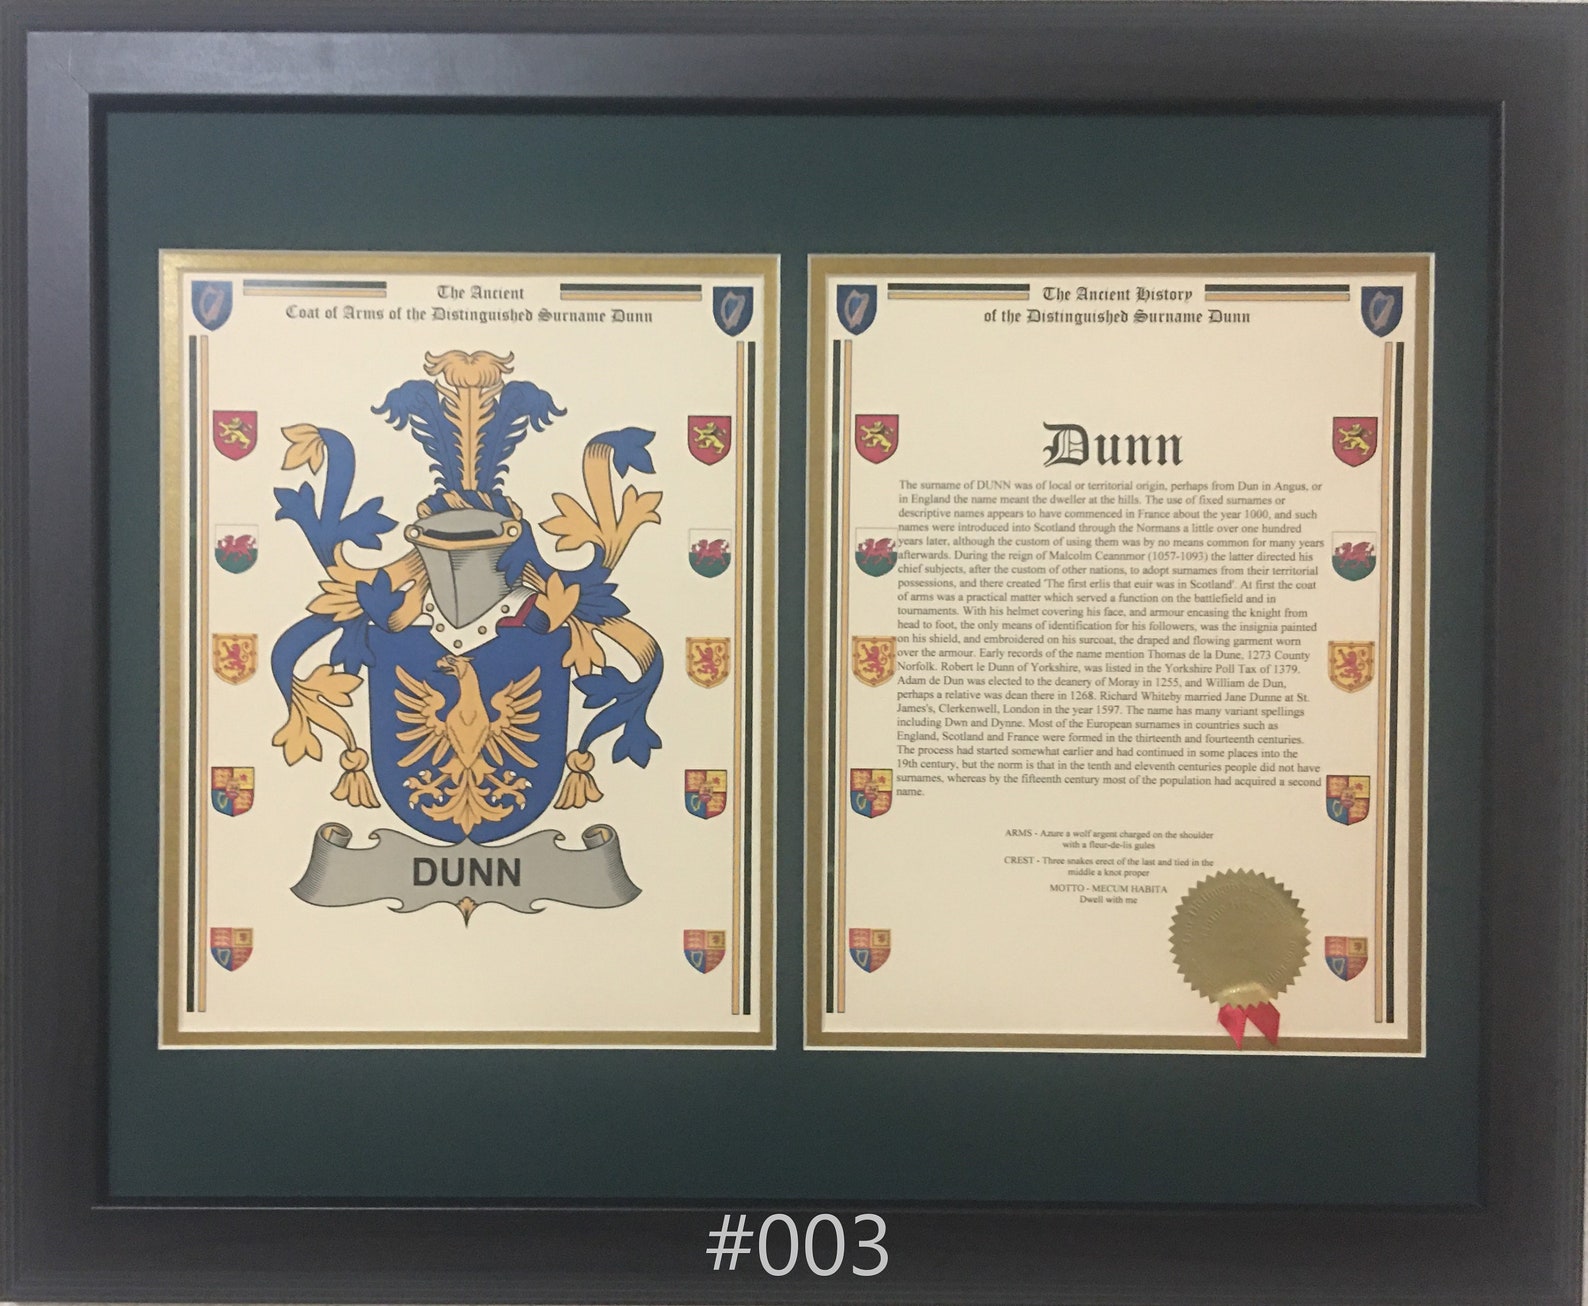 The Ancient
Coat of Arms of the Distinguished Surname Dunn
DUNN
The Ancient History
of the Distinguished Surname Dunn
Dunn
The surname of DUNN was of local or territorial origin, perhaps from Dun in Angus, or
in England the name meant the dweller at the hills. The use of fixed surnames or
descriptive names appears to have commenced in France about the year 1000, and such
names were introduced into Scotland through the Normans a little over one hundred
years later, although the custom of using them was by no means common for many years
afterwards. During the reign of Malcolm Ceannmor (1057-1093) the latter directed his
chief subjects, after the custom of other nations, to adopt surnames from their territorial
possessions, and there created 'The first erlis that euir was in Scotland'. At first the coat
of arms was a practical matter which served a function on the battlefield and in
tournaments. With his helmet covering his face, and armour encasing the knight from
head to foot, the only means of identification for his followers, was the insignia painted
on his shield, and embroidered on his surcoat, the draped and flowing garment worn
over the armour. Early records of the name mention Thomas de la Dune, 1273 County
Norfolk. Robert le Dunn of Yorkshire, was listed in the Yorkshire Poll Tax of 1379.
Adam de Dun was elected to the deanery of Moray in 1255, and William de Dun,
perhaps a relative was dean there in 1268. Richard Whiteby married Jane Dunne at St.
James's, Clerkenwell, London in the year 1597. The name has many variant spellings
including Dwn and Dynne. Most of the European surnames in countries such as
England, Scotland and France were formed in the thirteenth and fourteenth centuries.
The process had started somewhat earlier and had continued in some places into the
19th century, but the norm is that in the tenth and eleventh centuries people did not have
surnames, whereas by the fifteenth century most of the population had acquired a second
name.
ARMS - Azure a wolf argent charged on the shoulder
with a fleur-de-lis gules
CREST - Three snakes erect of the last and tied in the
middle a knot proper
MOTTO - MECUM HABITA
Dwell with me
#003